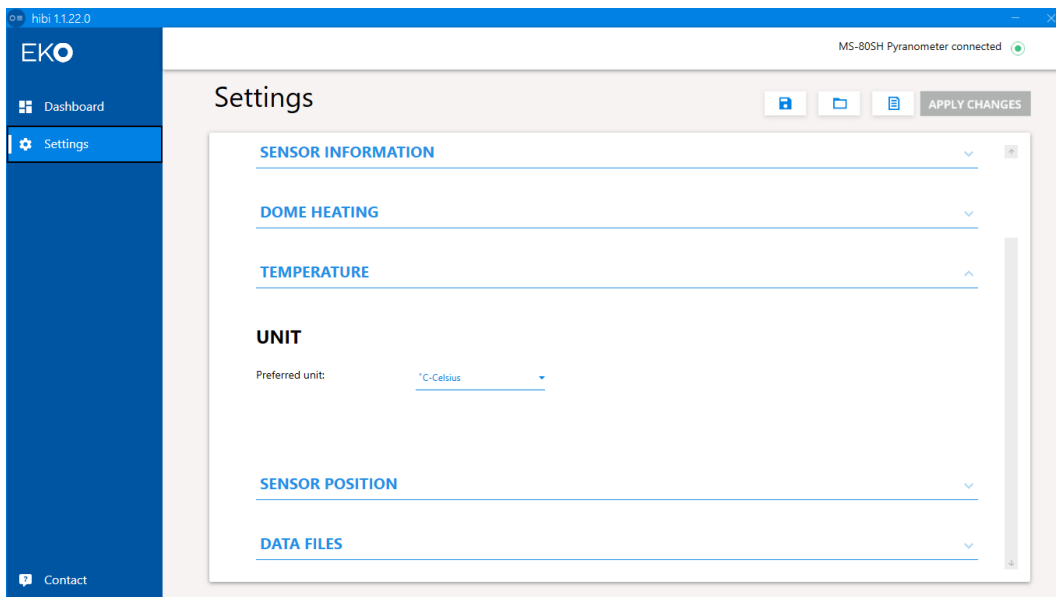 hibi 1.1.22.0
EKO
MS-80SH Pyranometer connected
Dashboard
Settings
Settings
APPLY CHANGES
SENSOR INFORMATION
DOME HEATING
TEMPERATURE
UNIT
Preferred unit:
°C-Celsius
SENSOR POSITION
DATA FILES
? Contact